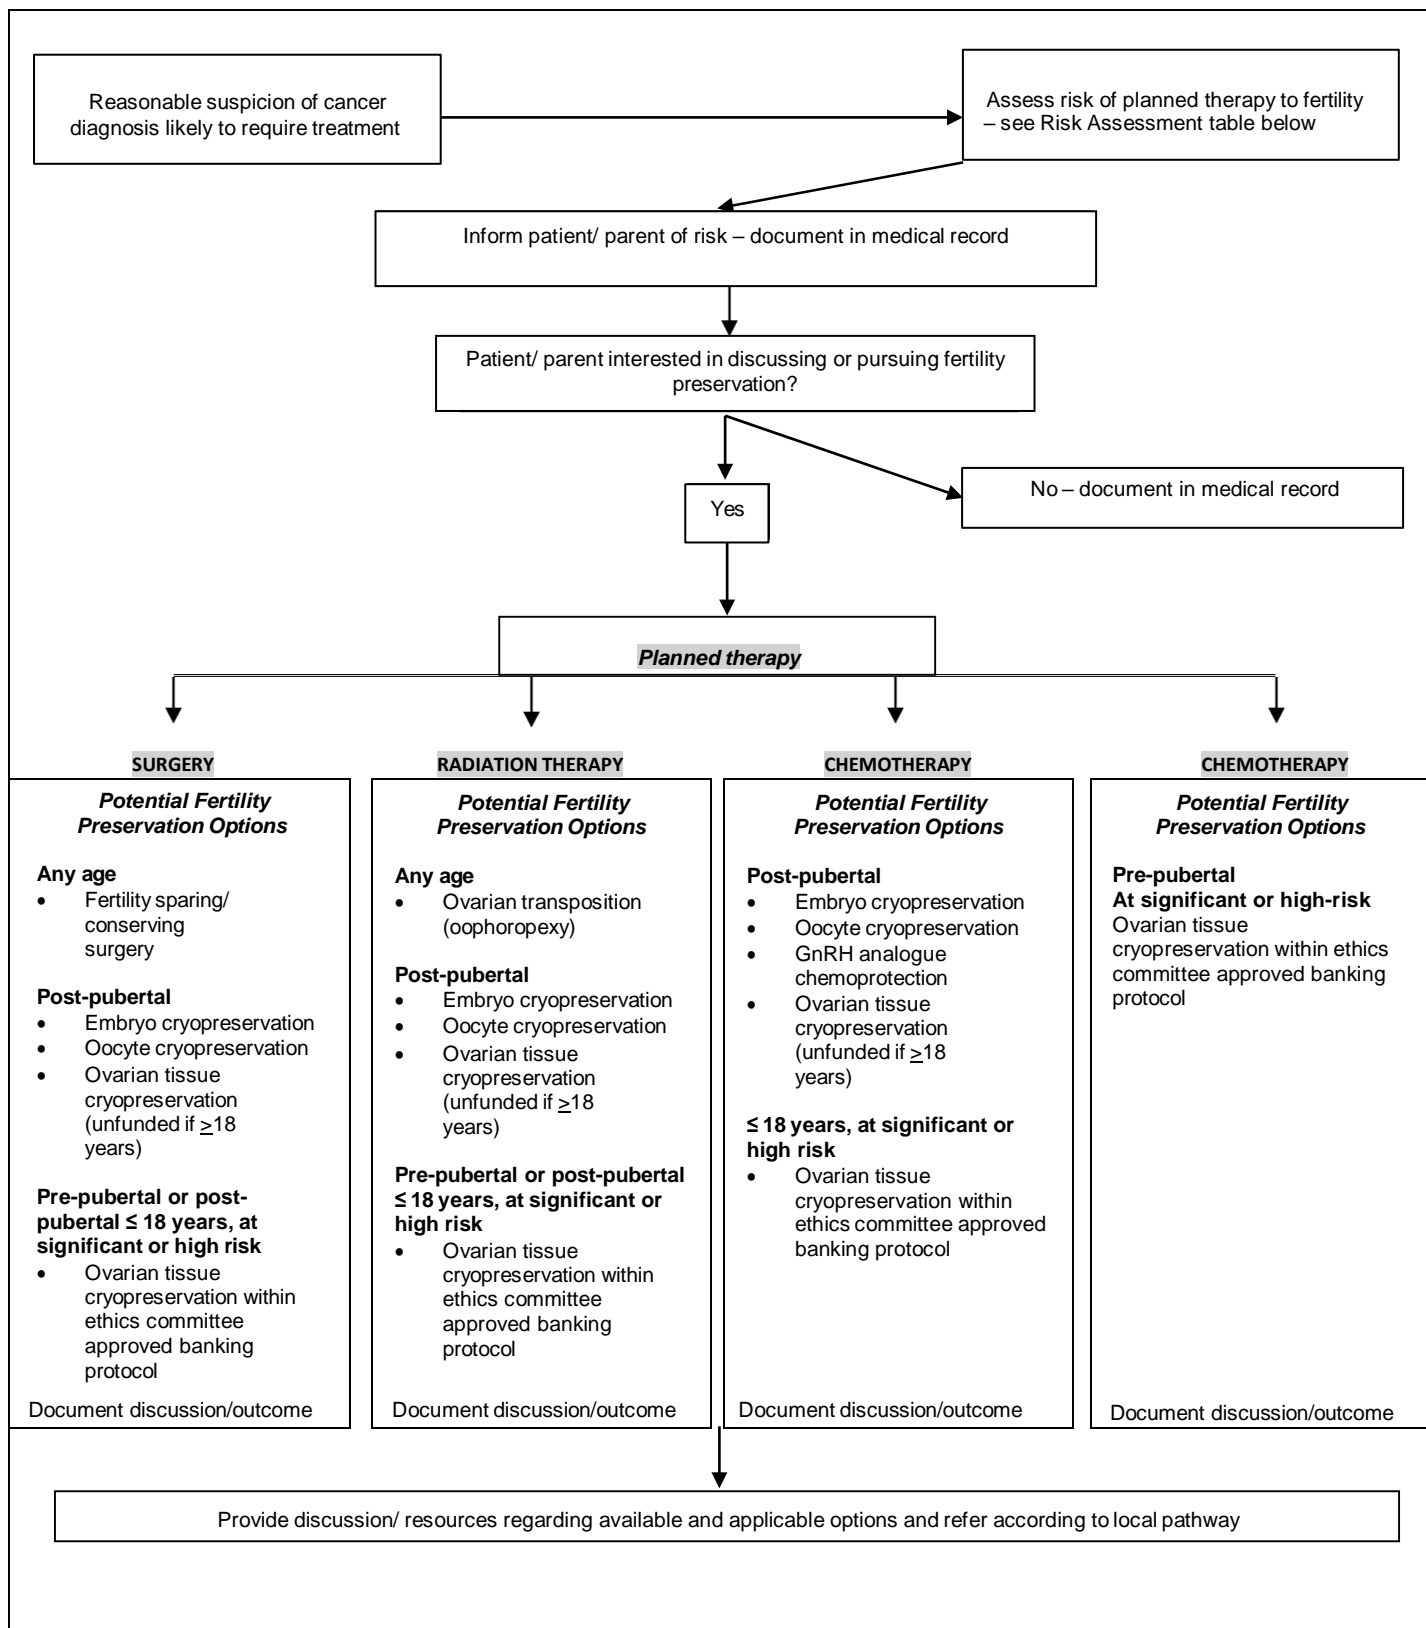 Reasonable suspicion of cancer
diagnosis likely to require treatment
Assess risk of planned therapy to fertility
– see Risk Assessment table below
Inform patient/ parent of risk – document in medical record
Patient/ parent interested in discussing or pursuing fertility
preservation?
Yes
No – document in medical record
Planned therapy
SURGERY
Potential Fertility
Preservation Options
Any age
• Fertility sparing/
conserving
surgery
Post-pubertal
• Embryo cryopreservation
• Oocyte cryopreservation
• Ovarian tissue
cryopreservation
(unfunded if ≥18
years)
Pre-pubertal or post-
pubertal ≤ 18 years, at
significant or high risk
• Ovarian tissue
cryopreservation within
ethics committee
approved banking
protocol
Document discussion/outcome
RADIATION THERAPY
Potential Fertility
Preservation Options
Any age
• Ovarian transposition
(oophoropexy)
Post-pubertal
• Embryo cryopreservation
• Oocyte cryopreservation
• Ovarian tissue
cryopreservation
(unfunded if ≥18
years)
Pre-pubertal or post-pubertal
≤ 18 years, at significant or
high risk
• Ovarian tissue
cryopreservation within
ethics committee
approved banking
protocol
Document discussion/outcome
CHEMOTHERAPY
Potential Fertility
Preservation Options
Post-pubertal
• Embryo cryopreservation
• Oocyte cryopreservation
• GnRH analogue
chemoprotection
• Ovarian tissue
cryopreservation
(unfunded if ≥18
years)
≤ 18 years, at significant or
high risk
• Ovarian tissue
cryopreservation within
ethics committee approved
banking protocol
Document discussion/outcome
CHEMOTHERAPY
Potential Fertility
Preservation Options
Pre-pubertal
At significant or high-risk
Ovarian tissue
cryopreservation within ethics
committee approved banking
protocol
Document discussion/outcome
Provide discussion/ resources regarding available and applicable options and refer according to local pathway